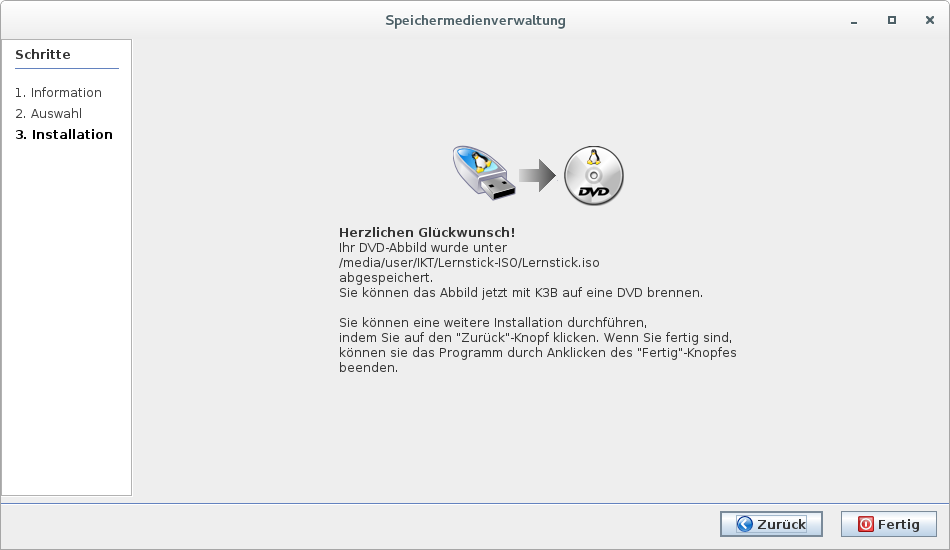 Speichermedienverwaltung
Schritte
1. Information
2. Auswahl
3. Installation
DVD
Herzlichen Glückwunsch!
Ihr DVD-Abbild wurde unter
/media/user/IKT/Lernstick-ISO/Lernstick.iso
abgespeichert.
Sie können das Abbild jetzt mit K3B auf eine DVD brennen.
Sie können eine weitere Installation durchführen,
indem Sie auf den "Zurück"-Knopf klicken. Wenn Sie fertig sind,
können sie das Programm durch Anklicken des "Fertig"-Knopfes
beenden.
Zurück
Fertig